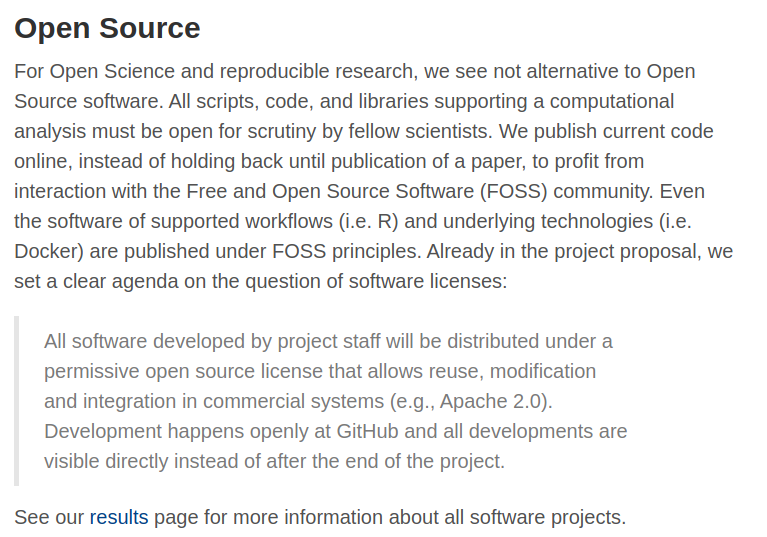 Open Source
For Open Science and reproducible research, we see not alternative to Open
Source software. All scripts, code, and libraries supporting a computational
analysis must be open for scrutiny by fellow scientists. We publish current code
online, instead of holding back until publication of a paper, to profit from
interaction with the Free and Open Source Software (FOSS) community. Even
the software of supported workflows (i.e. R) and underlying technologies (i.e.
Docker) are published under FOSS principles. Already in the project proposal, we
set a clear agenda on the question of software licenses:
All software developed by project staff will be distributed under a
permissive open source license that allows reuse, modification
and integration in commercial systems (e.g., Apache 2.0).
Development happens openly at GitHub and all developments are
visible directly instead of after the end of the project.
See our results page for more information about all software projects.